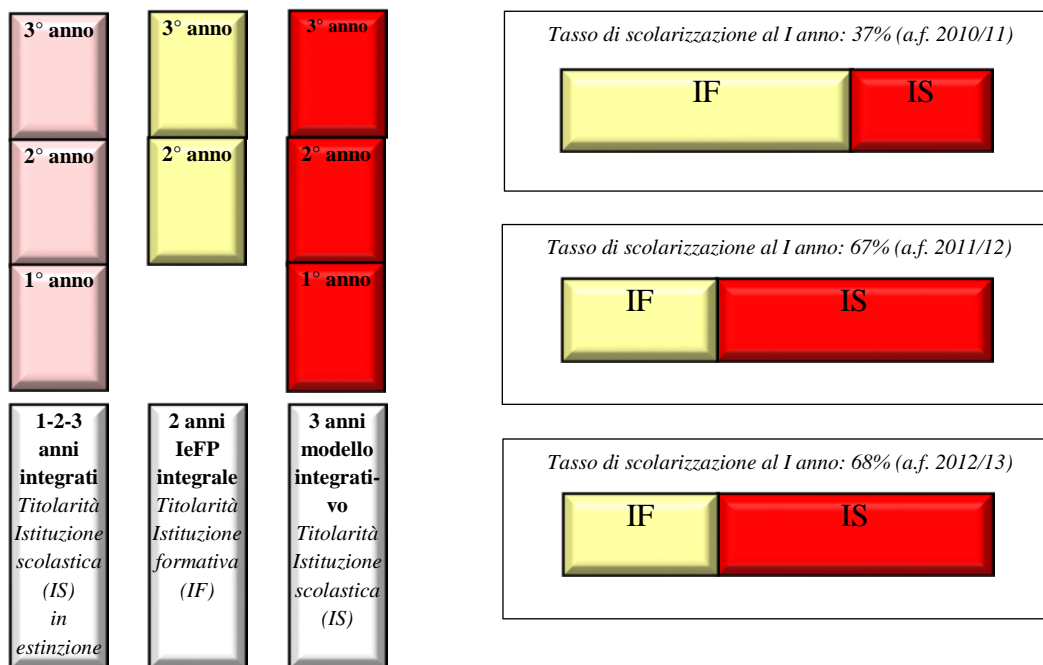 3° anno
2° anno
1° anno
1-2-3
anni
integrati
Titolarità
Istituzione
scolastica
(IS)
in
estinzione
3° anno
2° anno
2 anni
IeFP
integrale
Titolarità
Istituzione
formativa
(IF)
3° anno
2° anno
1° anno
3 anni
modello
integrati-
vo
Titolarità
Istituzione
scolastica
(IS)
Tasso di scolarizzazione al I anno: 37% (a.f. 2010/11)
IF IS
Tasso di scolarizzazione al I anno: 67% (a.f. 2011/12)
IF IS
Tasso di scolarizzazione al I anno: 68% (a.f. 2012/13)
IF IS